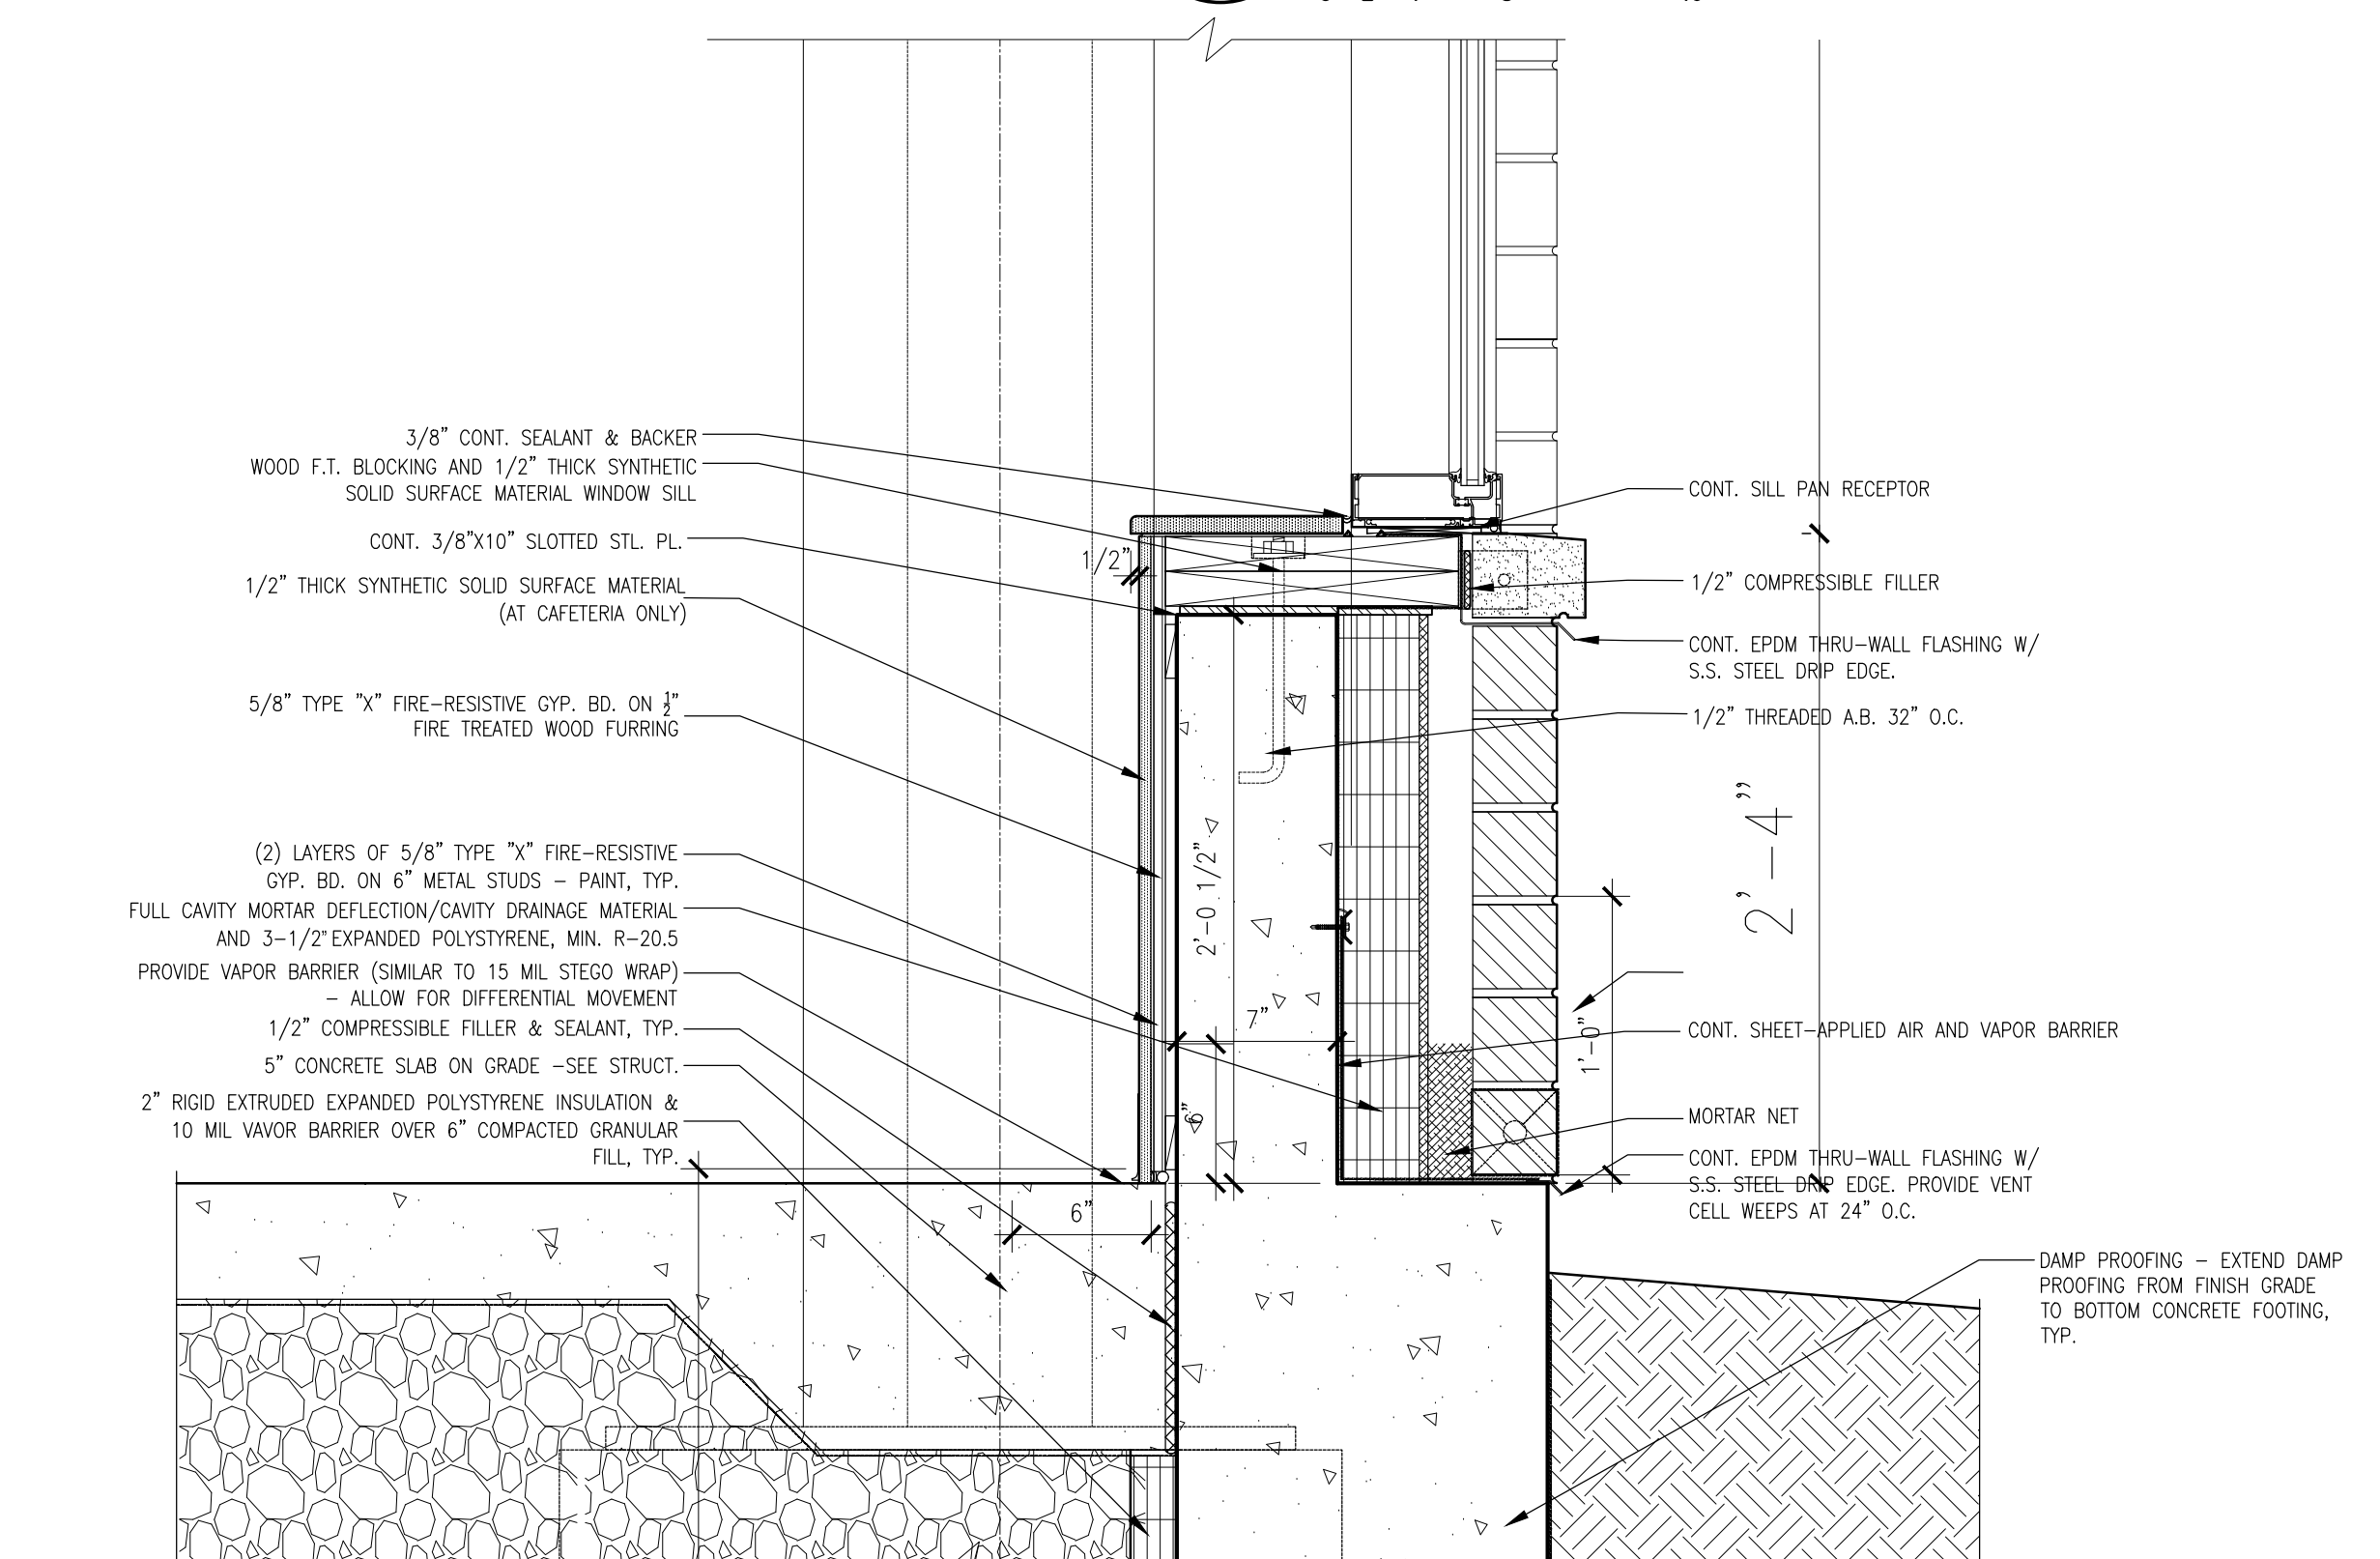 3/8" CONT. SEALANT & BACKER
WOOD F.T. BLOCKING AND 1/2" THICK SYNTHETIC
SOLID SURFACE MATERIAL WINDOW SILL
CONT. 3/8"X10" SLOTTED STL. PL.
1/2" THICK SYNTHETIC SOLID SURFACE MATERIAL
(AT CAFETERIA ONLY)
5/8" TYPE "X" FIRE-RESISTIVE GYP. BD. ON 1/2"
FIRE TREATED WOOD FURRING
(2) LAYERS OF 5/8" TYPE "X" FIRE-RESISTIVE
GYP. BD. ON 6" METAL STUDS - PAINT, TYP.
FULL CAVITY MORTAR DEFLECTION/CAVITY DRAINAGE MATERIAL
AND 3-1/2" EXPANDED POLYSTYRENE, MIN. R-20.5
PROVIDE VAPOR BARRIER (SIMILAR TO 15 MIL STEGO WRAP)
- ALLOW FOR DIFFERENTIAL MOVEMENT
1/2" COMPRESSIBLE FILLER & SEALANT, TYP.
5" CONCRETE SLAB ON GRADE -SEE STRUCT.
2" RIGID EXTRUDED EXPANDED POLYSTYRENE INSULATION &
10 MIL VAVOR BARRIER OVER 6" COMPACTED GRANULAR
FILL, TYP.
1/2"
2'-0 1/2"
7"
6"
6"
CONT. SILL PAN RECEPTOR
1/2" COMPRESSIBLE FILLER
CONT. EPDM THRU-WALL FLASHING W/
S.S. STEEL DRIP EDGE.
1/2" THREADED A.B. 32" O.C.
2'-4"
1'-0"
CONT. SHEET-APPLIED AIR AND VAPOR BARRIER
MORTAR NET
CONT. EPDM THRU-WALL FLASHING W/
S.S. STEEL DRIP EDGE. PROVIDE VENT
CELL WEEPS AT 24" O.C.
DAMP PROOFING - EXTEND DAMP
PROOFING FROM FINISH GRADE
TO BOTTOM CONCRETE FOOTING,
TYP.